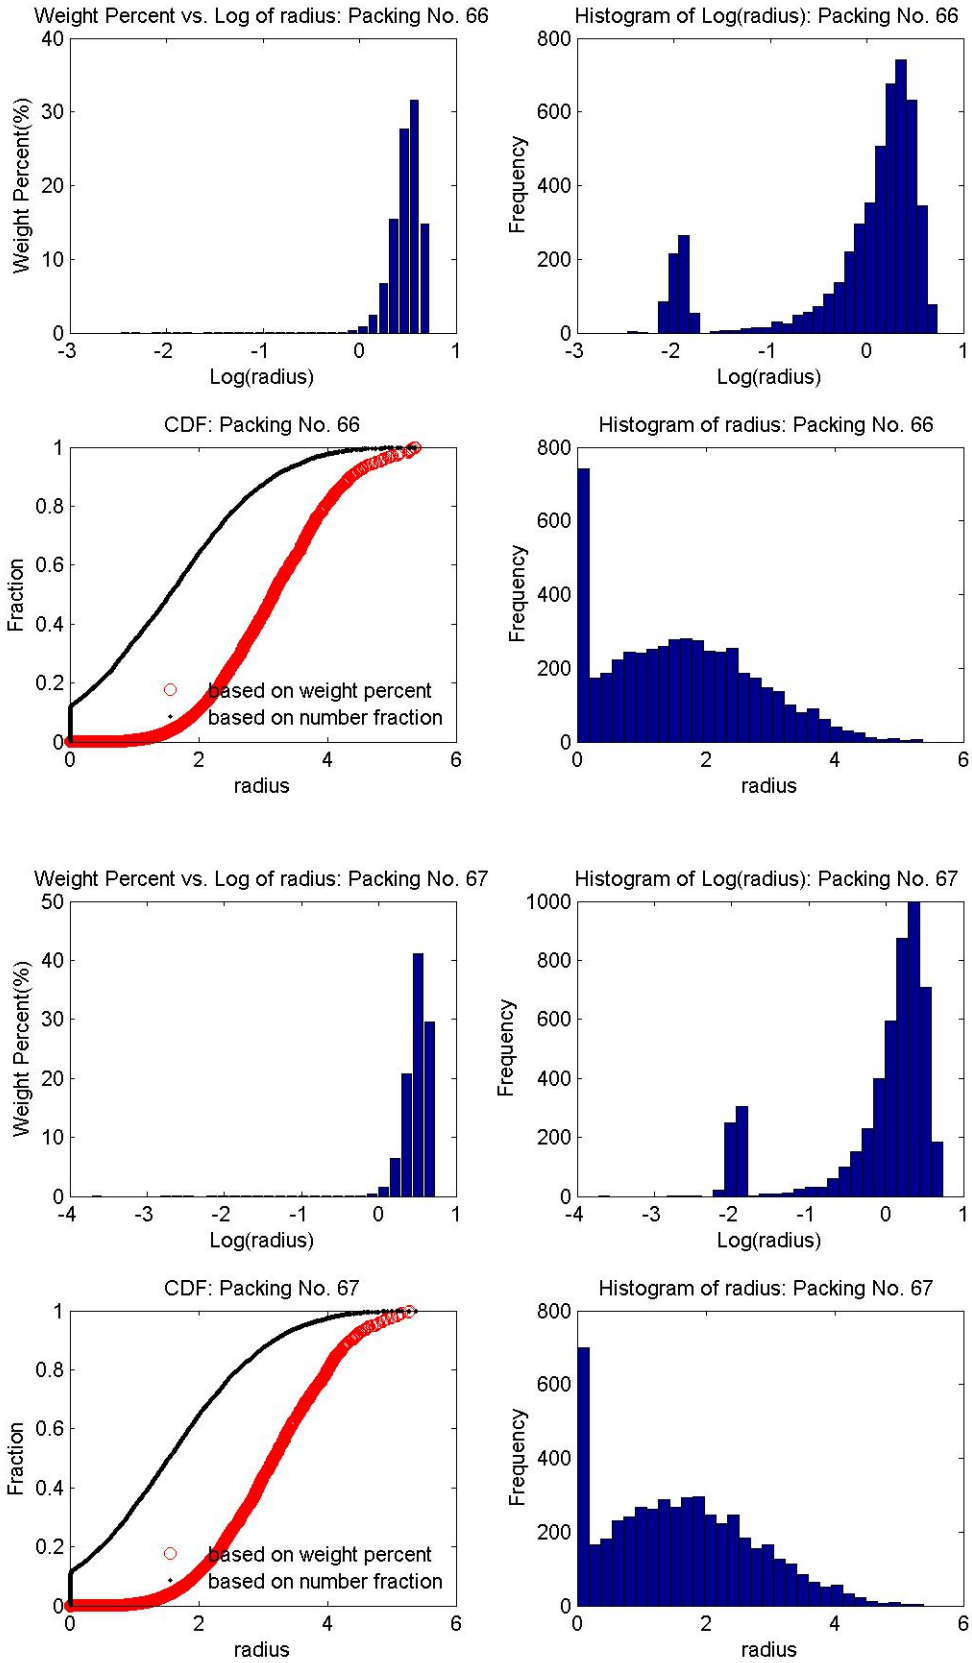 Weight Percent vs. Log of radius: Packing No. 66
40
30
20
10
0
-3 -2 -1 0 1
Weight Percent(%)
Log(radius)
Histogram of Log(radius): Packing No. 66
800
600
400
200
0
-3 -2 -1 0 1
Frequency
Log(radius)
CDF: Packing No. 66
1
0.8
0.6
0.4
0.2
0
0 2 4 6
Fraction
based on weight percent
based on number fraction
radius
Histogram of radius: Packing No. 66
800
600
400
200
0
0 2 4 6
Frequency
radius
Weight Percent vs. Log of radius: Packing No. 67
50
40
30
20
10
0
-4 -3 -2 -1 0 1
Weight Percent(%)
Log(radius)
Histogram of Log(radius): Packing No. 67
1000
800
600
400
200
0
-4 -3 -2 -1 0 1
Frequency
Log(radius)
CDF: Packing No. 67
1
0.8
0.6
0.4
0.2
0
0 2 4 6
Fraction
based on weight percent
based on number fraction
radius
Histogram of radius: Packing No. 67
800
600
400
200
0
0 2 4 6
Frequency
radius